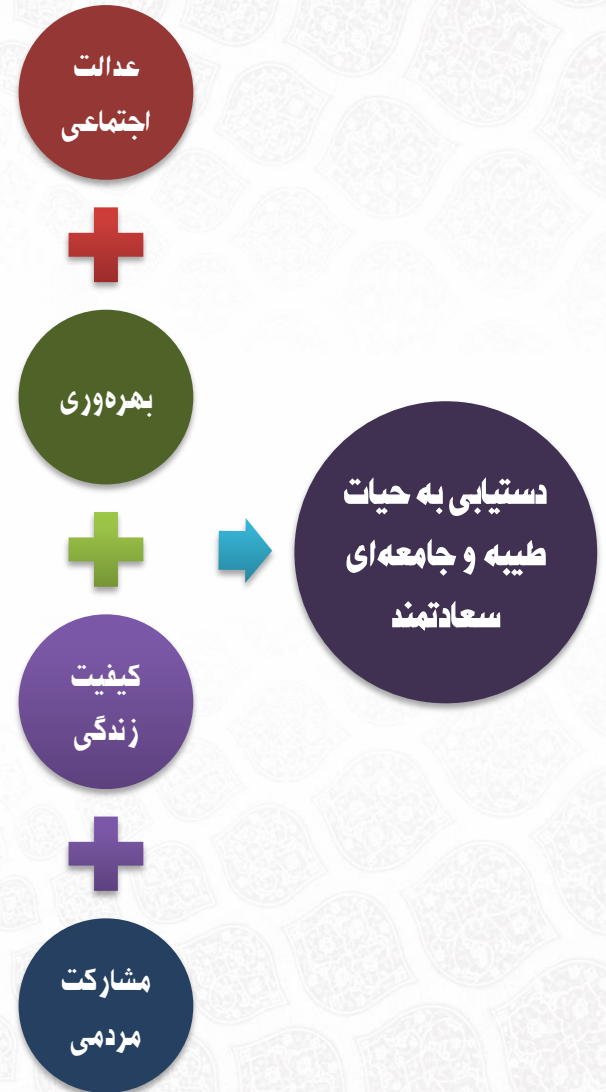 عدالت
اجتماعی
بهره‌وری
کیفیت
زندگی
مشارکت
مردمی
دستیابی به حیات
طیبه و جامعه‌ای
سعادتمند